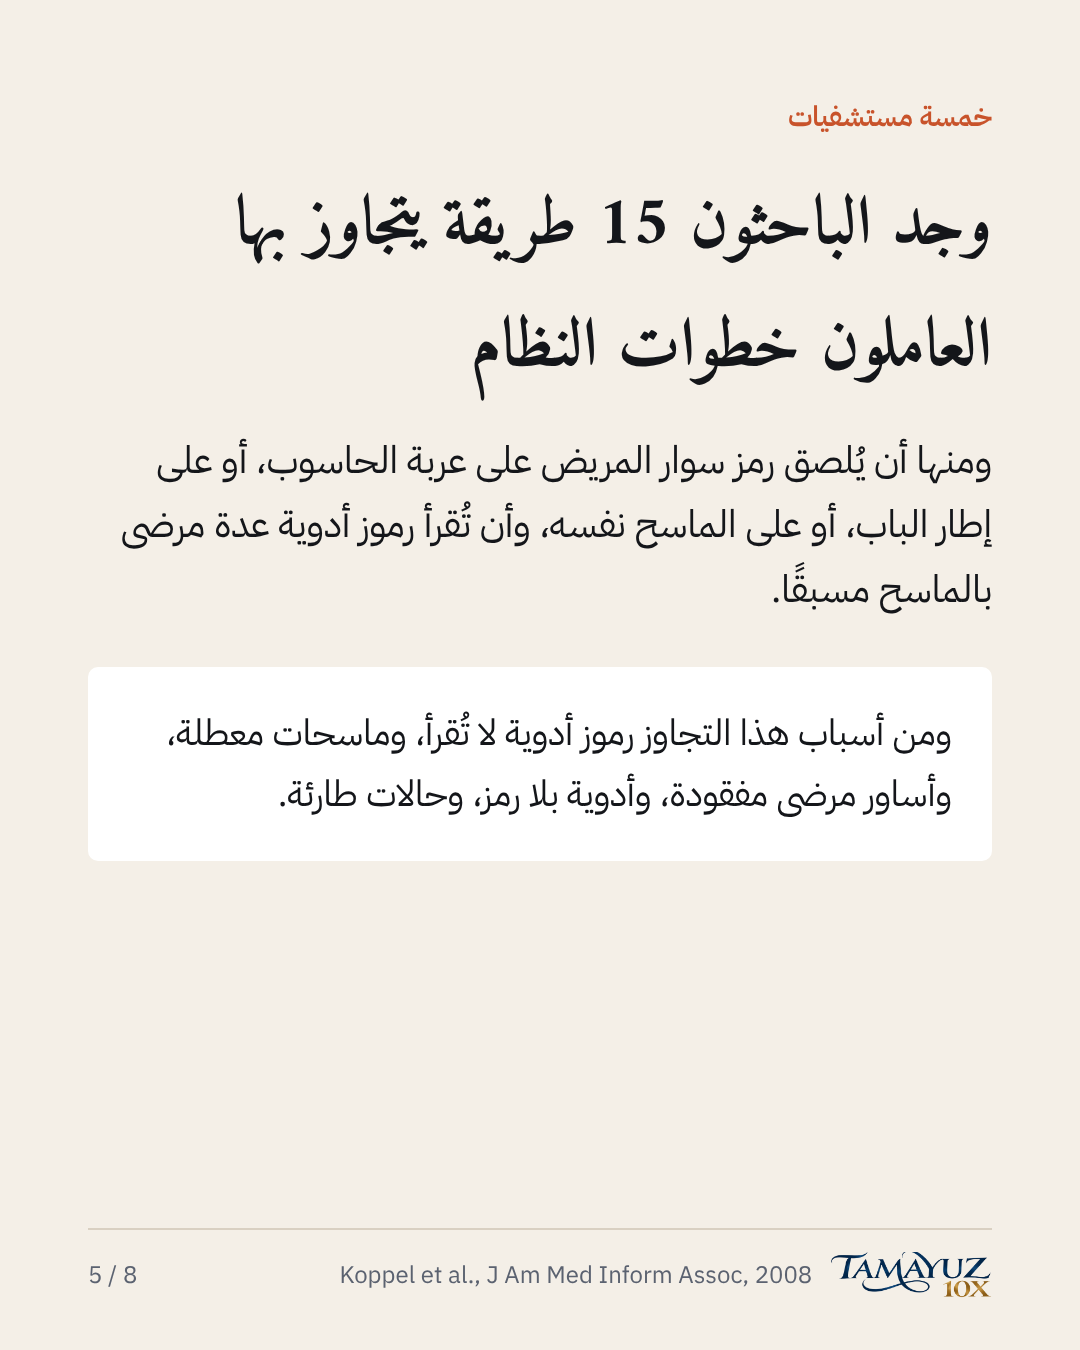 خمسة مستشفيات
وجد الباحثون 15 طريقة يتجاوز بها
العاملون خطوات النظام
ومنها أن يُلصق رمز سوار المريض على عربة الحاسوب، أو على
إطار الباب، أو على الماسح نفسه، وأن تُقرأ رموز أدوية عدة مرضى
بالماسح مسبقًا.
ومن أسباب هذا التجاوز رموز أدوية لا تُقرأ، وماسحات معطلة،
وأساور مرضى مفقودة، وأدوية بلا رمز، وحالات طارئة.
TAMAYUZ
10X
Koppel et al., J Am Med Inform Assoc, 2008
5 / 8